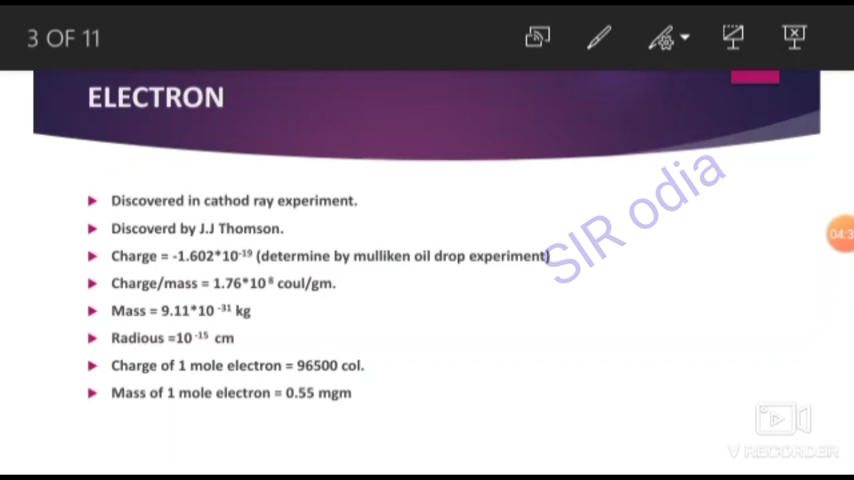 3 OF 11
ELECTRON
Discovered in cathod ray experiment.
Discoverd by J.J Thomson.
Charge = -1.602*10⁻¹⁹ (determine by mulliken oil drop experiment)
Charge/mass = 1.76*10⁸ coul/gm.
Mass = 9.11*10⁻³¹ kg
Radious =10⁻¹⁵ cm
Charge of 1 mole electron = 96500 col.
Mass of 1 mole electron = 0.55 mgm
SIR odia
04:3
V RECORDER